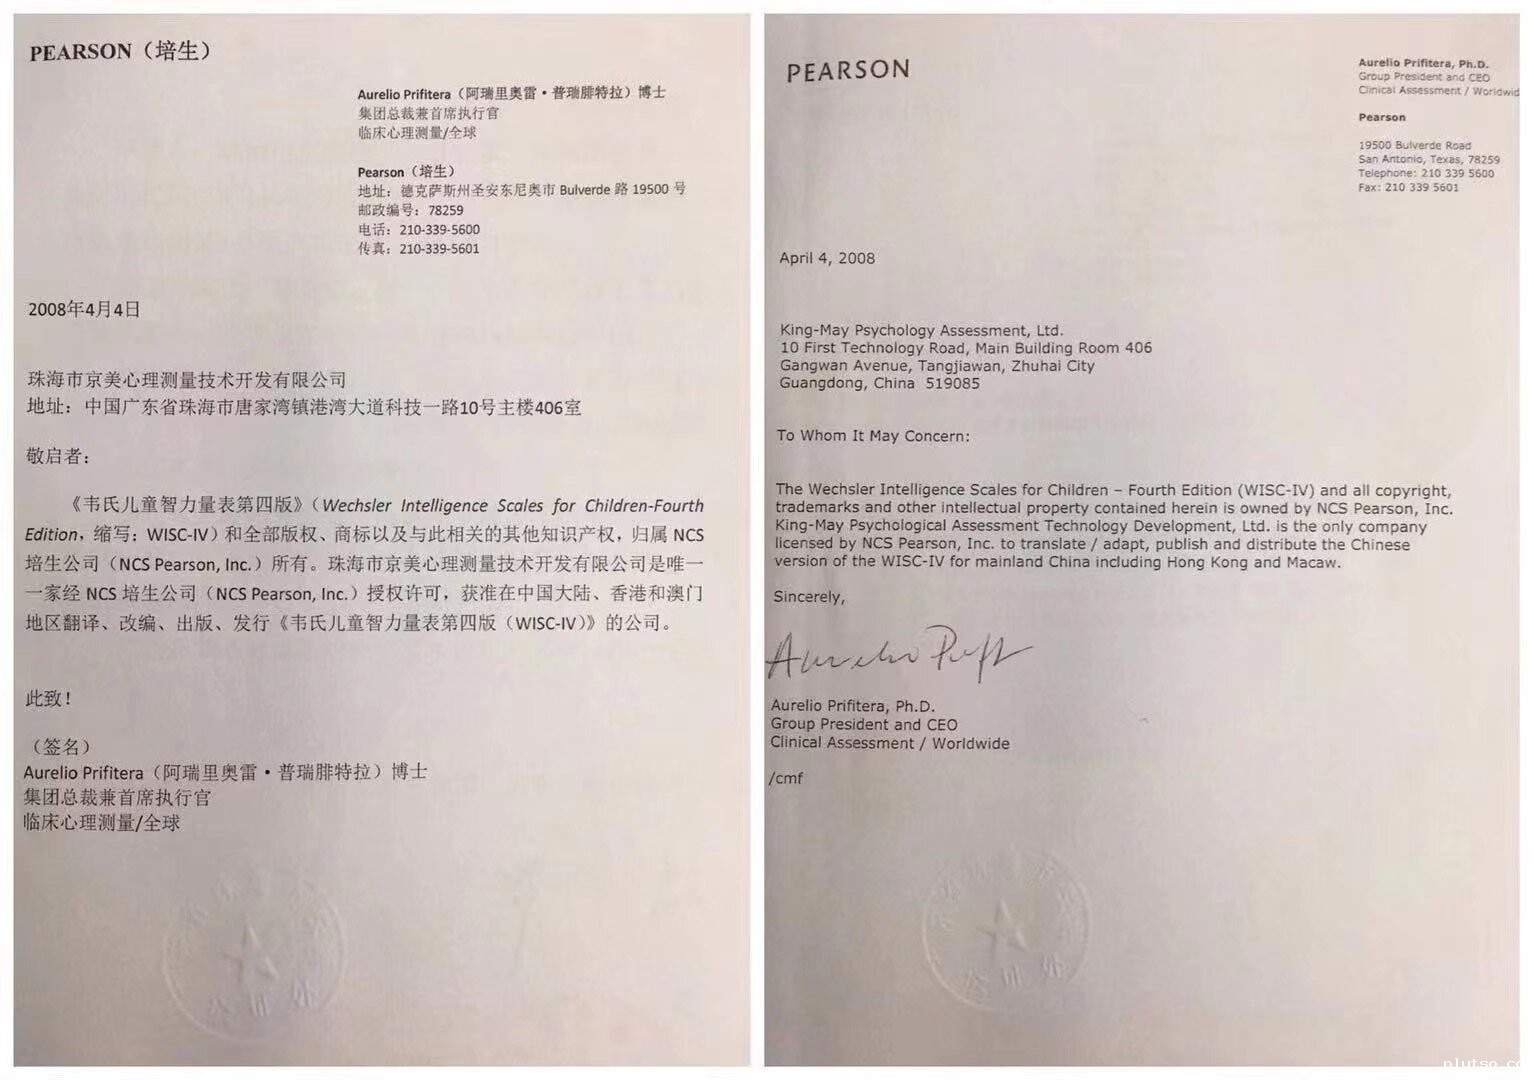 PEARSON（培生）
Aurelio Prifitera（阿瑞里奥雷·普瑞腓特拉）博士
集团总裁兼首席执行官
临床心理测量/全球
Pearson（培生）
地址：德克萨斯州圣安东尼奥市 Bulverde 路 19500 号
邮政编号：78259
电话：210-339-5600
传真：210-339-5601
2008年4月4日
珠海市京美心理测量技术开发有限公司
地址：中国广东省珠海市唐家湾镇港湾大道科技一路10号主楼406室
敬启者：
《韦氏儿童智力量表第四版》（Wechsler Intelligence Scales for Children-Fourth
Edition，缩写：WISC-IV）和全部版权、商标以及与此相关的其他知识产权，归属 NCS
培生公司（NCS Pearson, Inc.）所有。珠海市京美心理测量技术开发有限公司是唯一
一家经 NCS 培生公司（NCS Pearson, Inc.）授权许可，获准在中国大陆、香港和澳门
地区翻译、改编、出版、发行《韦氏儿童智力量表第四版（WISC-IV）》的公司。
此致！
（签名）
Aurelio Prifitera（阿瑞里奥雷·普瑞腓特拉）博士
集团总裁兼首席执行官
临床心理测量/全球
PEARSON
Aurelio Prifitera, Ph.D.
Group President and CEO
Clinical Assessment / Worldwid
Pearson
19500 Bulverde Road
San Antonio, Texas, 78259
Telephone: 210 339 5600
Fax: 210 339 5601
April 4, 2008
King-May Psychology Assessment, Ltd.
10 First Technology Road, Main Building Room 406
Gangwan Avenue, Tangjiawan, Zhuhai City
Guangdong, China 519085
To Whom It May Concern:
The Wechsler Intelligence Scales for Children – Fourth Edition (WISC-IV) and all copyright,
trademarks and other intellectual property contained herein is owned by NCS Pearson, Inc.
King-May Psychological Assessment Technology Development, Ltd. is the only company
licensed by NCS Pearson, Inc. to translate / adapt, publish and distribute the Chinese
version of the WISC-IV for mainland China including Hong Kong and Macaw.
Sincerely,
Aurelio Prifitera, Ph.D.
Group President and CEO
Clinical Assessment / Worldwide
/cmf